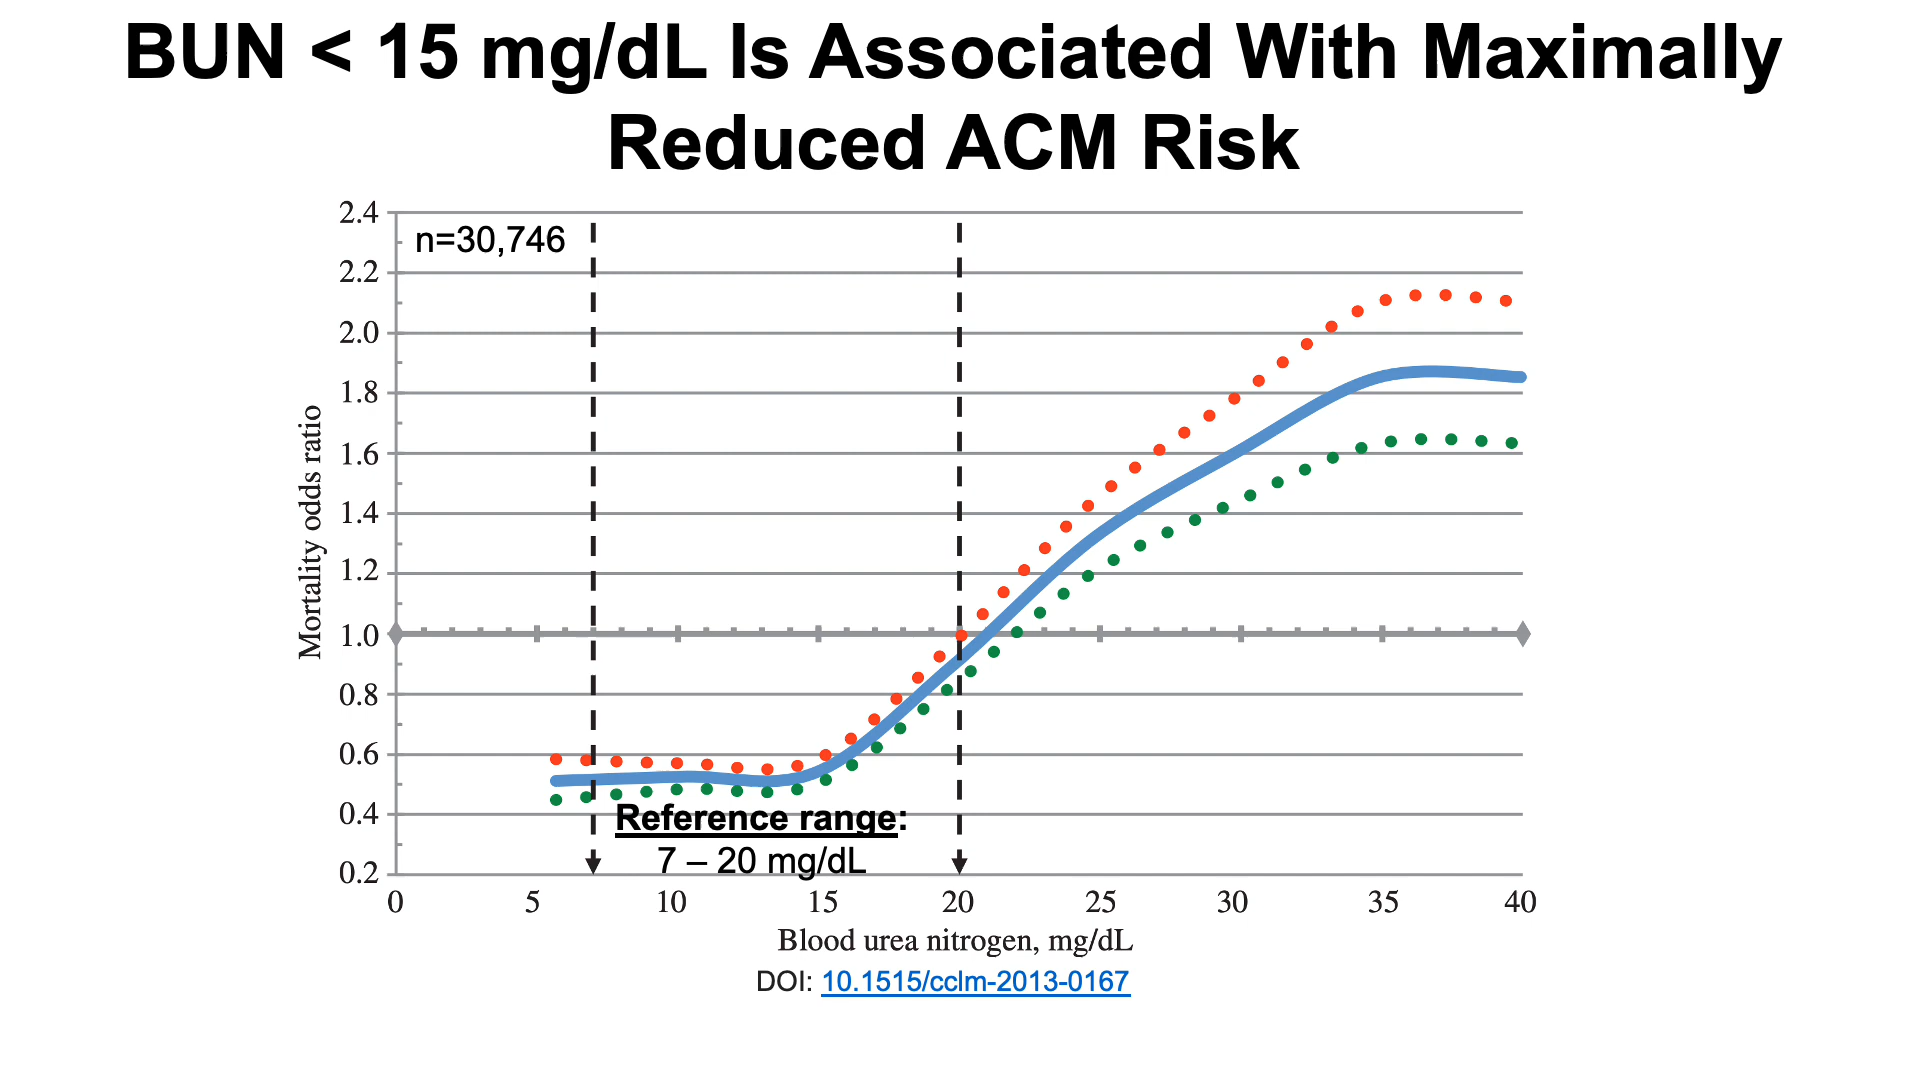 BUN < 15 mg/dL Is Associated With Maximally
Reduced ACM Risk
2.4
n=30,746
2.2
2.0
1.8
1.6
1.4
1.2
1.0
0.8
0.6
0.4
0.2
Mortality odds ratio
Reference range:
7 – 20 mg/dL
0 5 10 15 20 25 30 35 40
Blood urea nitrogen, mg/dL
DOI: 10.1515/cclm-2013-0167